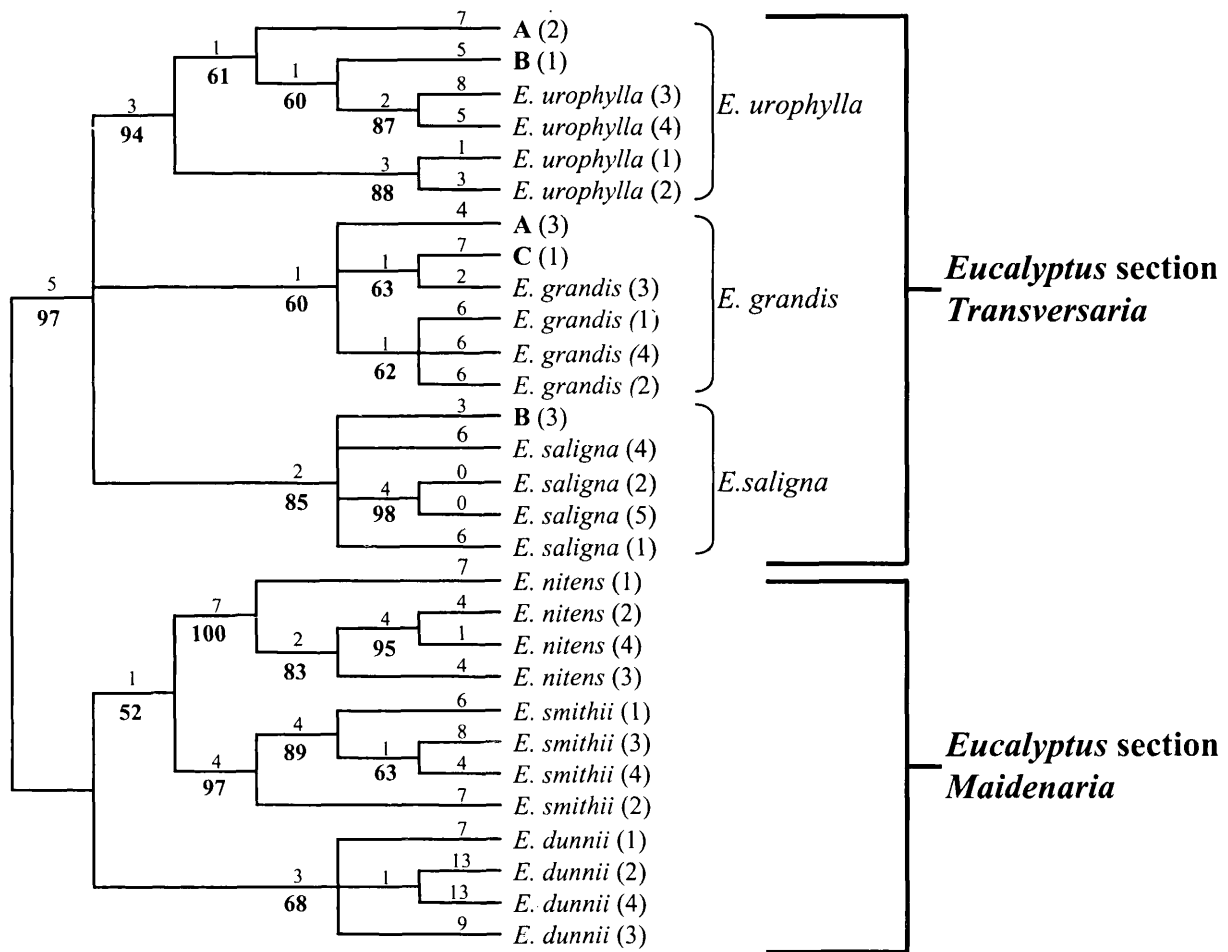 7
A (2)
1
61
5
B (1)
1
60
8
E. urophylla (3)
2
87
5
E. urophylla (4)
3
94
1
E. urophylla (1)
3
88
3
E. urophylla (2)
E. urophylla
4
A (3)
7
C (1)
1
63
2
E. grandis (3)
1
60
6
E. grandis (1)
6
E. grandis (4)
1
62
6
E. grandis (2)
E. grandis
5
97
3
B (3)
6
E. saligna (4)
0
E. saligna (2)
4
98
0
E. saligna (5)
2
85
6
E. saligna (1)
E.saligna
Eucalyptus section
Transversaria
7
E. nitens (1)
7
100
4
E. nitens (2)
4
95
1
E. nitens (4)
2
83
4
E. nitens (3)
1
52
6
E. smithii (1)
4
89
8
E. smithii (3)
1
63
4
E. smithii (4)
4
97
7
E. smithii (2)
7
E. dunnii (1)
13
E. dunnii (2)
1
13
E. dunnii (4)
3
68
9
E. dunnii (3)
Eucalyptus section
Maidenaria